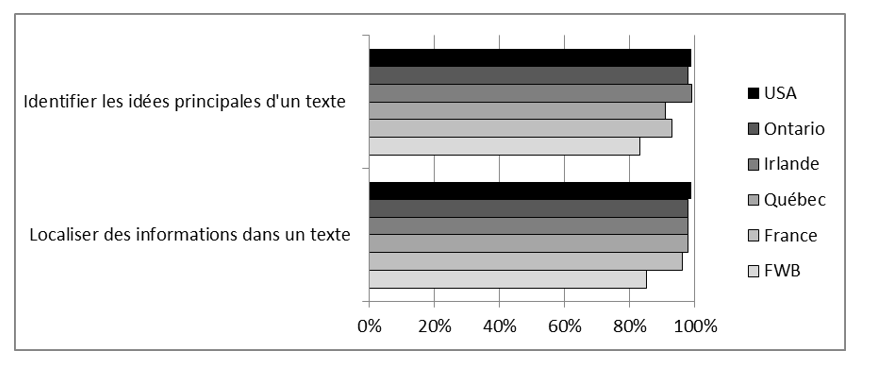 Identifier les idées principales d'un texte
Localiser des informations dans un texte
0% 20% 40% 60% 80% 100%
USA
Ontario
Irlande
Québec
France
FWB